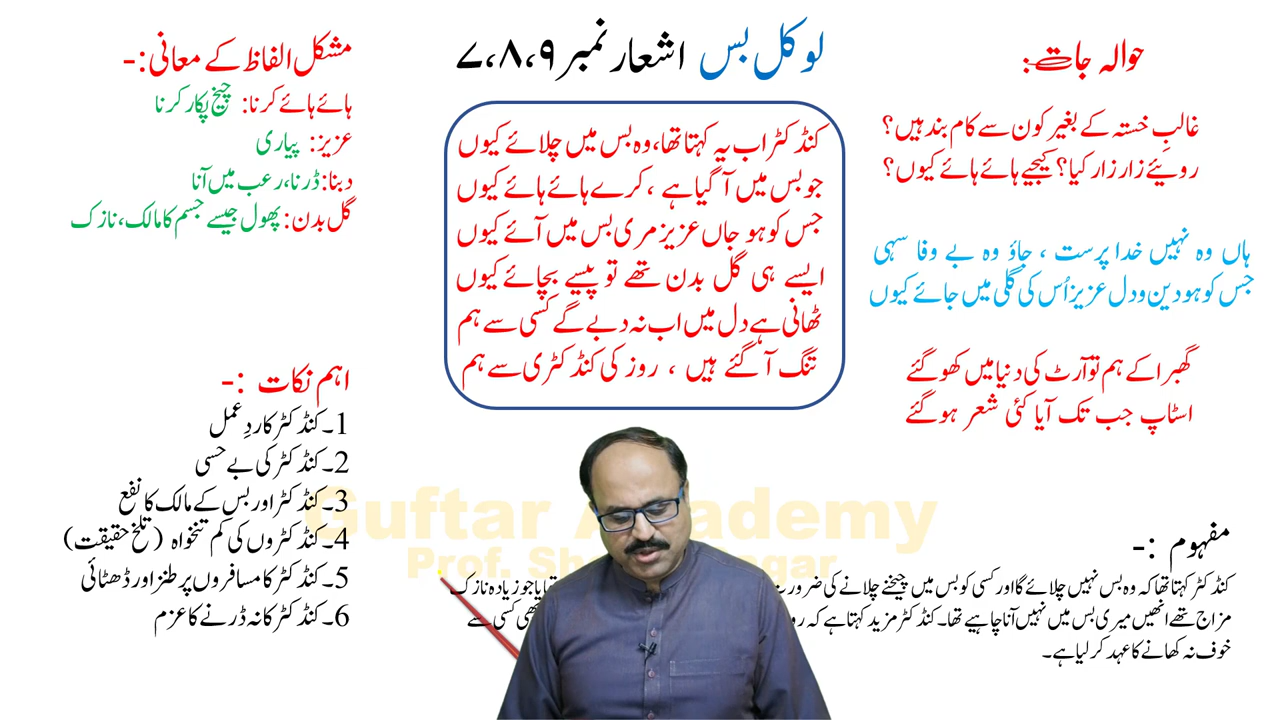 لوکل بس اشعار نمبر ۷،۸،۹
حوالہ جات:
غالبِ خستہ کے بغیر کون سے کام بند ہیں؟
روئیے زار زار کیا؟ کیجیے ہائے ہائے کیوں؟
ہاں وہ نہیں خدا پرست ، جاؤ وہ بے وفا سہی
جس کو ہو دین و دل عزیز اُس کی گلی میں جائے کیوں
گھبرا کے ہم تو آرٹ کی دنیا میں کھو گئے
اسٹاپ جب تک آیا کئی شعر ہو گئے
کنڈکٹر اب یہ کہتا تھا، وہ بس میں چلائے کیوں
جو بس میں آ گیا ہے ، کرے ہائے ہائے کیوں
جس کو ہو جاں عزیز مری بس میں آئے کیوں
ایسے ہی گل بدن تھے تو پیسے بچائے کیوں
ٹھانی ہے دل میں اب نہ دبے گے کسی سے ہم
تنگ آ گئے ہیں ، روز کی کنڈکٹری سے ہم
مشکل الفاظ کے معانی:-
ہائے ہائے کرنا: چیخ پکار کرنا
عزیز: پیاری
دبنا: ڈرنا، رعب میں آنا
گل بدن: پھول جیسے جسم کا مالک، نازک
اہم نکات :-
1۔ کنڈکٹر کا ردِعمل
2۔ کنڈکٹر کی بے حسی
3۔ کنڈکٹر اور بس کے مالک کا نفع
4۔ کنڈکٹروں کی کم تنخواہ (تلخ حقیقت)
5۔ کنڈکٹر کا مسافروں پر طنز اور ڈھٹائی
6۔ کنڈکٹر کا نہ ڈرنے کا عزم
Guftar Academy
Prof.
مفہوم :-
کنڈکٹر کہتا تھا کہ وہ بس نہیں چلائے گا اور کسی کو بس میں چیخنے چلانے کی جو زیادہ نازک
مزاج تھے انھیں میری بس میں نہیں آنا چاہیے تھا۔ کنڈکٹر مزید کہتا ہے کہ کسی سے
خوف نہ کھانے کا عہد کر لیا ہے۔